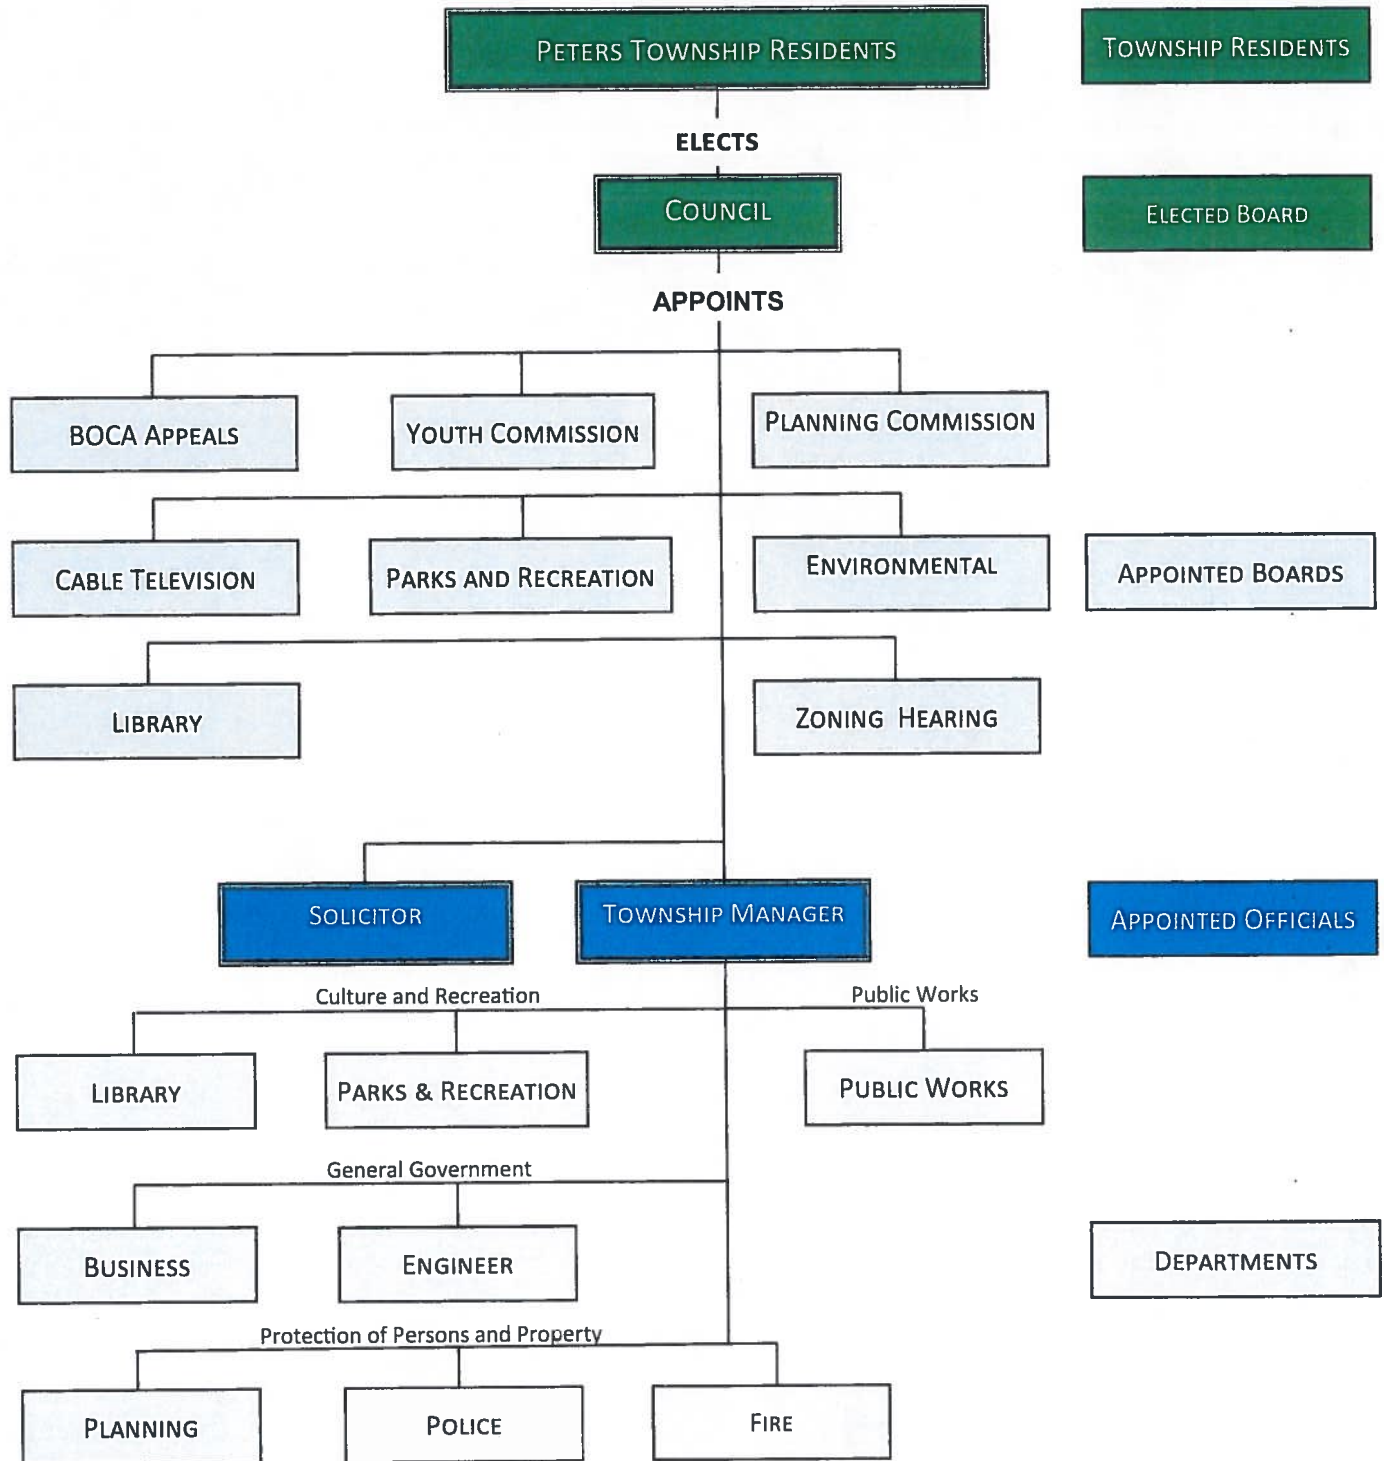 PETERS TOWNSHIP RESIDENTS
TOWNSHIP RESIDENTS
ELECTS
COUNCIL
ELECTED BOARD
APPOINTS
BOCA APPEALS
YOUTH COMMISSION
PLANNING COMMISSION
CABLE TELEVISION
PARKS AND RECREATION
ENVIRONMENTAL
APPOINTED BOARDS
LIBRARY
ZONING HEARING
SOLICITOR
TOWNSHIP MANAGER
APPOINTED OFFICIALS
Culture and Recreation
Public Works
LIBRARY
PARKS & RECREATION
PUBLIC WORKS
General Government
BUSINESS
ENGINEER
DEPARTMENTS
Protection of Persons and Property
PLANNING
POLICE
FIRE